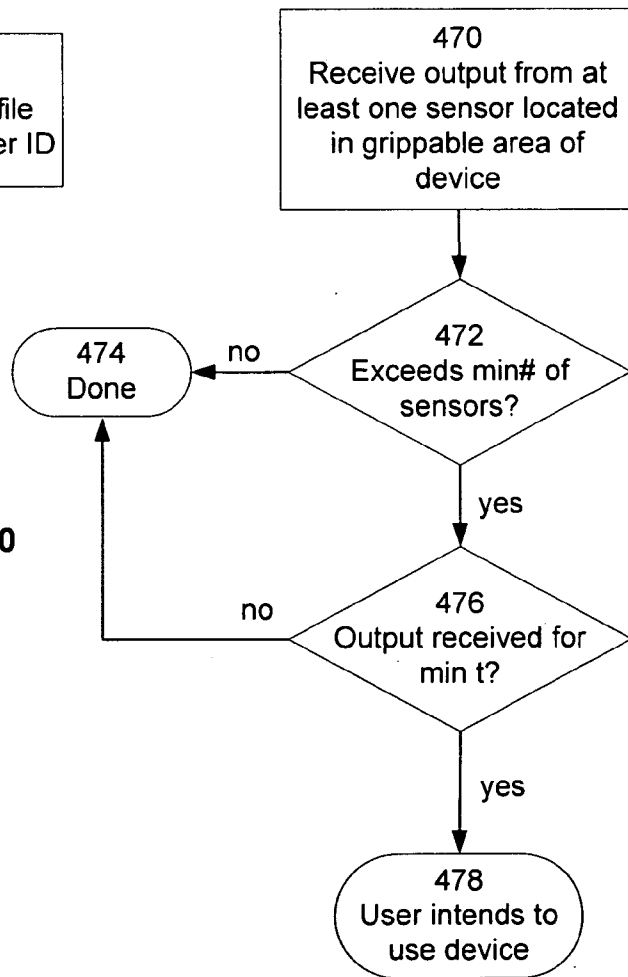 470
Receive output from at
least one sensor located
in grippable area of
device
474
Done
no
472
Exceeds min# of
sensors?
yes
no
476
Output received for
min t?
yes
478
User intends to
use device
ID
0